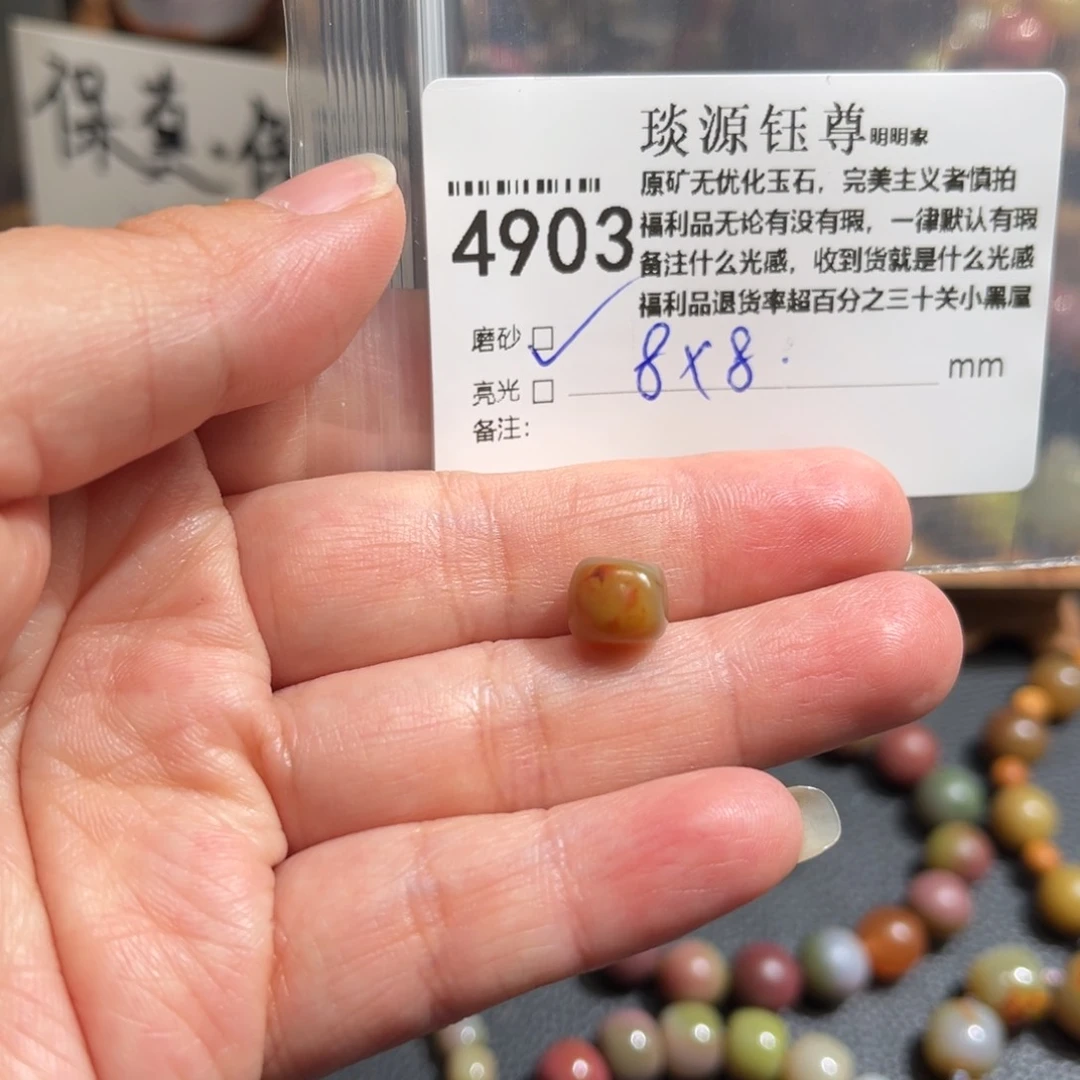 保真·
琰源钰尊明明家
原矿无优化玉石，完美主义者慎拍
4903
福利品无论有没有瑕，一律默认有瑕
备注什么光感，收到货就是什么光感
福利品退货率超百分之三十关小黑屋
磨砂 □ ✓
8x8.
mm
亮光 □
备注：